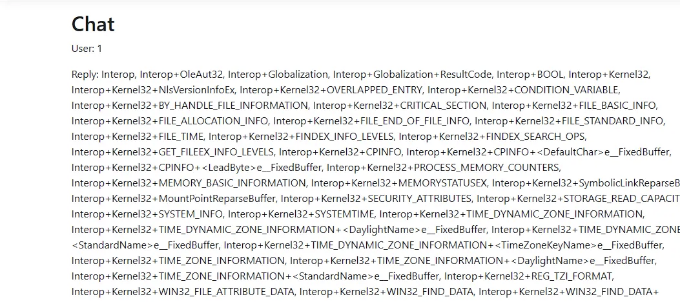 Chat
User: 1
Reply: Interop, Interop+OleAut32, Interop+Globalization, Interop+Globalization+ResultCode, Interop+BOOL, Interop+Kernel32,
Interop+Kernel32+NlsVersionInfoEx, Interop+Kernel32+OVERLAPPED_ENTRY, Interop+Kernel32+CONDITION_VARIABLE,
Interop+Kernel32+BY_HANDLE_FILE_INFORMATION, Interop+Kernel32+CRITICAL_SECTION, Interop+Kernel32+FILE_BASIC_INFO,
Interop+Kernel32+FILE_ALLOCATION_INFO, Interop+Kernel32+FILE_END_OF_FILE_INFO, Interop+Kernel32+FILE_STANDARD_INFO,
Interop+Kernel32+FILE_TIME, Interop+Kernel32+FINDEX_INFO_LEVELS, Interop+Kernel32+FINDEX_SEARCH_OPS,
Interop+Kernel32+GET_FILEEX_INFO_LEVELS, Interop+Kernel32+CPINFO, Interop+Kernel32+CPINFO+<DefaultChar>e__FixedBuffer,
Interop+Kernel32+CPINFO+<LeadByte>e__FixedBuffer, Interop+Kernel32+PROCESS_MEMORY_COUNTERS,
Interop+Kernel32+MEMORY_BASIC_INFORMATION, Interop+Kernel32+MEMORYSTATUSEX, Interop+Kernel32+SymbolicLinkReparseB
Interop+Kernel32+MountPointReparseBuffer, Interop+Kernel32+SECURITY_ATTRIBUTES, Interop+Kernel32+STORAGE_READ_CAPACIT
Interop+Kernel32+SYSTEM_INFO, Interop+Kernel32+SYSTEMTIME, Interop+Kernel32+TIME_DYNAMIC_ZONE_INFORMATION,
Interop+Kernel32+TIME_DYNAMIC_ZONE_INFORMATION+<DaylightName>e__FixedBuffer, Interop+Kernel32+TIME_DYNAMIC_ZONE
<StandardName>e__FixedBuffer, Interop+Kernel32+TIME_DYNAMIC_ZONE_INFORMATION+<TimeZoneKeyName>e__FixedBuffer,
Interop+Kernel32+TIME_ZONE_INFORMATION, Interop+Kernel32+TIME_ZONE_INFORMATION+<DaylightName>e__FixedBuffer,
Interop+Kernel32+TIME_ZONE_INFORMATION+<StandardName>e__FixedBuffer, Interop+Kernel32+REG_TZI_FORMAT,
Interop+Kernel32+WIN32_FILE_ATTRIBUTE_DATA, Interop+Kernel32+WIN32_FIND_DATA, Interop+Kernel32+WIN32_FIND_DATA+